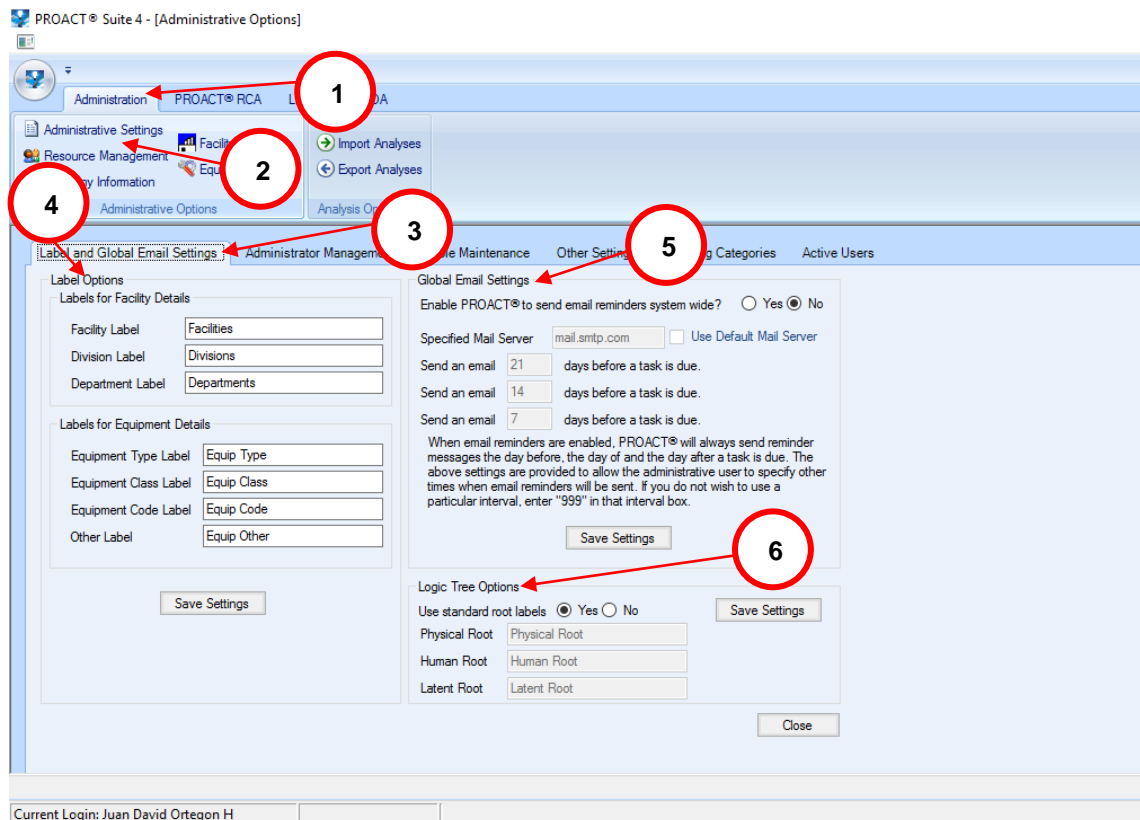 PROACT® Suite 4 - [Administrative Options]
Administration PROACT® RCA
1
Administrative Settings
Import Analyses
2
Resource Management
Export Analyses
Information
4
Administrative Options Analysis
3
5
Label and Global Email Settings Administrator Maintenance Other Categories Active Users
Label Options
Labels for Facility Details
Facility Label Facilities
Division Label Divisions
Department Label Departments
Labels for Equipment Details
Equipment Type Label Equip Type
Equipment Class Label Equip Class
Equipment Code Label Equip Code
Other Label Equip Other
Save Settings
Global Email Settings
Enable PROACT® to send email reminders system wide? Yes No
Specified Mail Server mail.smtp.com Use Default Mail Server
Send an email 21 days before a task is due.
Send an email 14 days before a task is due.
Send an email 7 days before a task is due.
When email reminders are enabled, PROACT® will always send reminder
messages the day before, the day of and the day after a task is due. The
above settings are provided to allow the administrative user to specify other
times when email reminders will be sent. If you do not wish to use a
particular interval, enter "999" in that interval box.
Save Settings
6
Logic Tree Options
Use standard root labels Yes No Save Settings
Physical Root Physical Root
Human Root Human Root
Latent Root Latent Root
Close
Current Login: Juan David Ortegon H